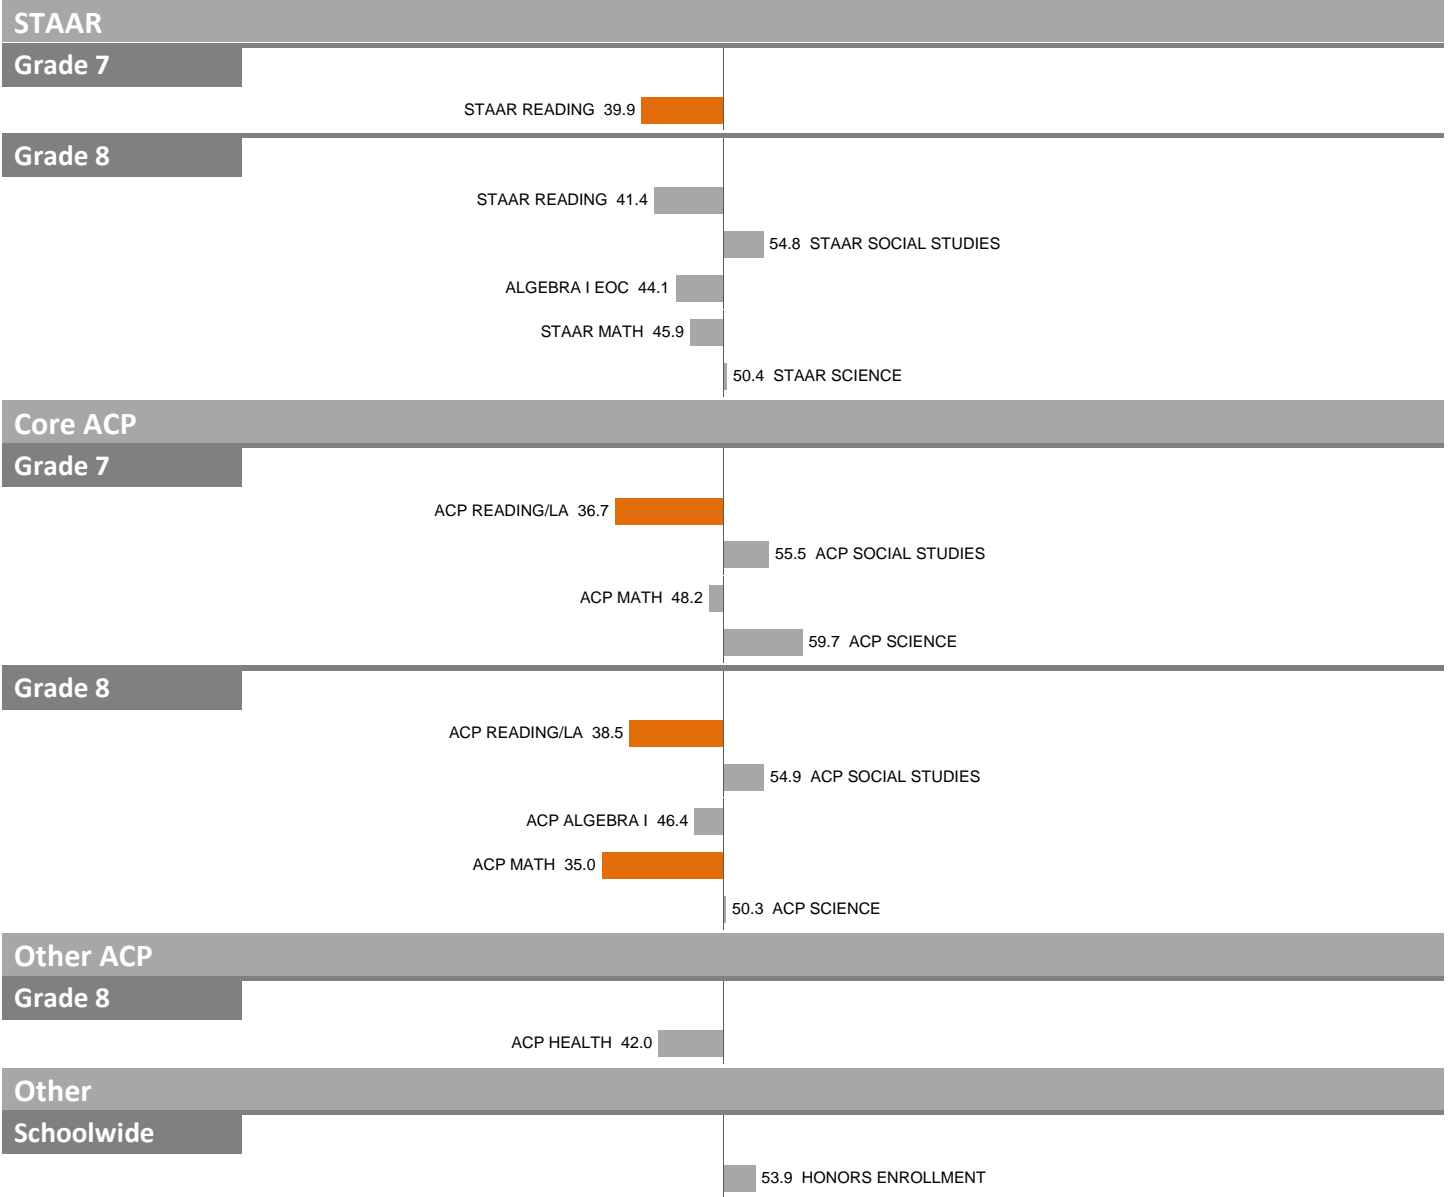 STAAR
Grade 7
STAAR READING 39.9
Grade 8
STAAR READING 41.4
54.8 STAAR SOCIAL STUDIES
ALGEBRA I EOC 44.1
STAAR MATH 45.9
50.4 STAAR SCIENCE
Core ACP
Grade 7
ACP READING/LA 36.7
55.5 ACP SOCIAL STUDIES
ACP MATH 48.2
59.7 ACP SCIENCE
Grade 8
ACP READING/LA 38.5
54.9 ACP SOCIAL STUDIES
ACP ALGEBRA I 46.4
ACP MATH 35.0
50.3 ACP SCIENCE
Other ACP
Grade 8
ACP HEALTH 42.0
Other
Schoolwide
53.9 HONORS ENROLLMENT